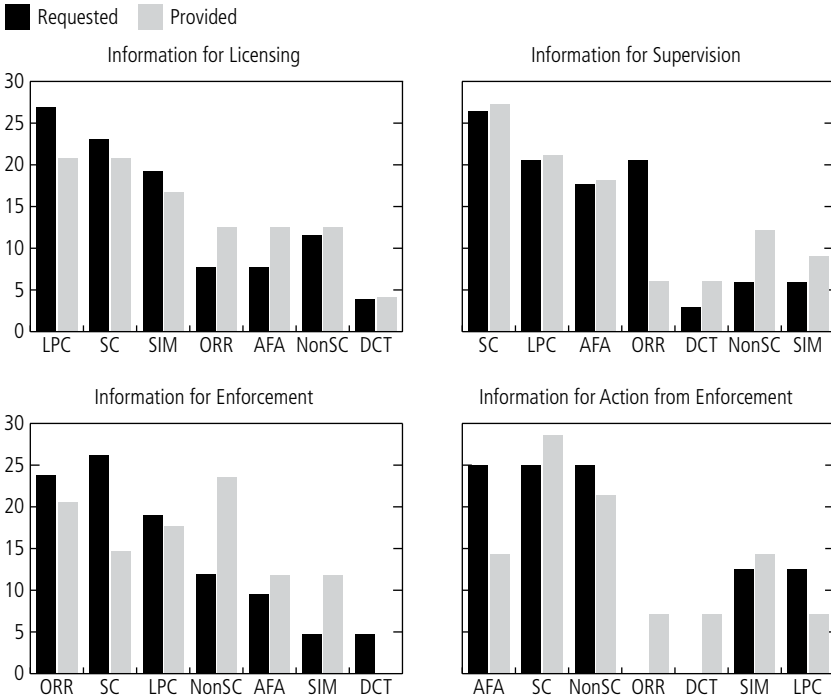 Requested Provided
Information for Licensing
30
25
20
15
10
5
0
LPC SC SIM ORR AFA NonSC DCT
Information for Supervision
SC LPC AFA ORR DCT NonSC SIM
Information for Enforcement
30
25
20
15
10
5
0
ORR SC LPC NonSC AFA SIM DCT
Information for Action from Enforcement
AFA SC NonSC ORR DCT SIM LPC